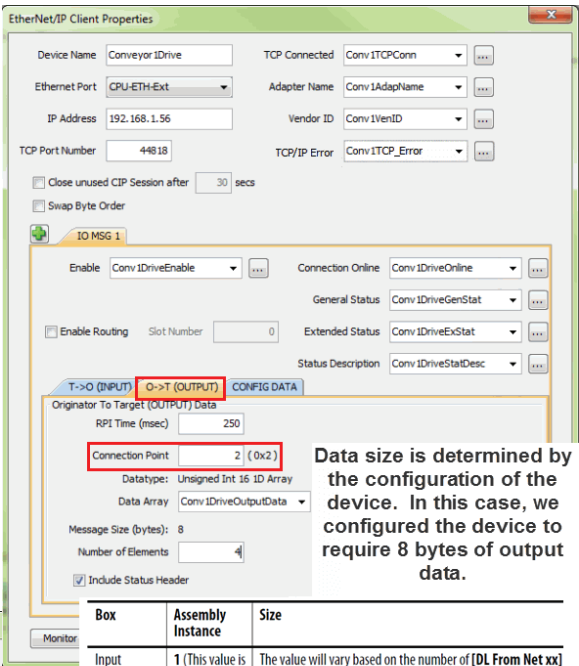 EtherNet/IP Client Properties
Device Name Conveyor1Drive TCP Connected Conv1TCPConn ...
Ethernet Port CPU-ETH-Ext Adapter Name Conv1AdapName ...
IP Address 192.168.1.56 Vendor ID Conv1VenID ...
TCP Port Number 44818 TCP/IP Error Conv1TCP_Error ...
Close unused CIP Session after 30 secs
Swap Byte Order
IO MSG 1
Enable Conv1DriveEnable ... Connection Online Conv1DriveOnline ...
General Status Conv1DriveGenStat ...
Enable Routing Slot Number 0 Extended Status Conv1DriveExStat ...
Status Description Conv1DriveStatDesc ...
T->O (INPUT) O->T (OUTPUT) CONFIG DATA
Originator To Target (OUTPUT) Data
RPI Time (msec) 250
Connection Point 2 (0x2)
Datatype: Unsigned Int 16 1D Array
Data Array Conv1DriveOutputData
Message Size (bytes): 8
Number of Elements 4
Include Status Header
Data size is determined by
the configuration of the
device. In this case, we
configured the device to
require 8 bytes of output
data.
Monitor
Box Assembly Size
Instance
Input 1 (This value is The value will vary based on the number of [DL From Net xx]